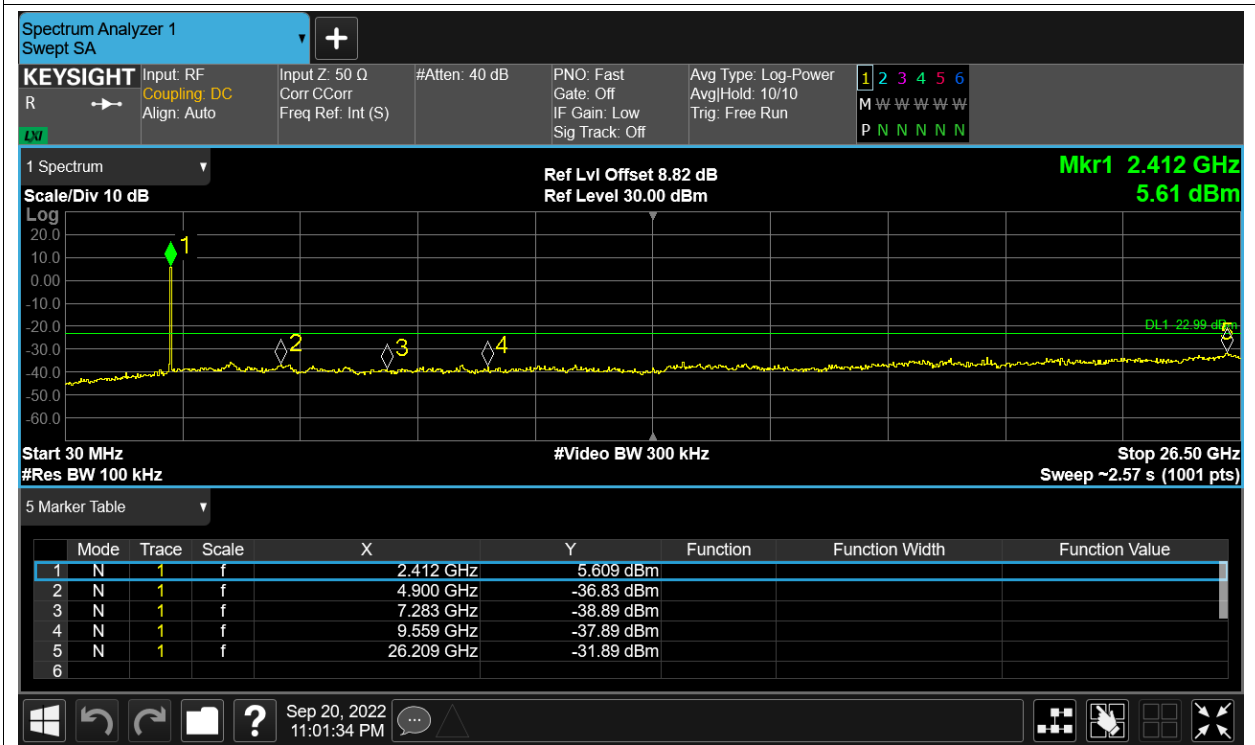 Spectrum Analyzer 1
Swept SA
KEYSIGHT
R
LXI
Input: RF
Coupling: DC
Align: Auto
Input Z: 50 Ω
Corr CCorr
Freq Ref: Int (S)
#Atten: 40 dB
PNO: Fast
Gate: Off
IF Gain: Low
Sig Track: Off
Avg Type: Log-Power
Avg|Hold: 10/10
Trig: Free Run
1 2 3 4 5 6
M W W W W W
P N N N N N
1 Spectrum
Scale/Div 10 dB
Ref Lvl Offset 8.82 dB
Ref Level 30.00 dBm
Mkr1 2.412 GHz
5.61 dBm
Log
20.0
10.0
0.00
-10.0
-20.0
-30.0
-40.0
-50.0
-60.0
1
2
3
4
5
DL1 -22.99 dBm
Start 30 MHz
#Video BW 300 kHz
Stop 26.50 GHz
#Res BW 100 kHz
Sweep ~2.57 s (1001 pts)
5 Marker Table
Mode Trace Scale X Y Function Function Width Function Value
1 N 1 f 2.412 GHz 5.609 dBm
2 N 1 f 4.900 GHz -36.83 dBm
3 N 1 f 7.283 GHz -38.89 dBm
4 N 1 f 9.559 GHz -37.89 dBm
5 N 1 f 26.209 GHz -31.89 dBm
6
?
Sep 20, 2022
11:01:34 PM